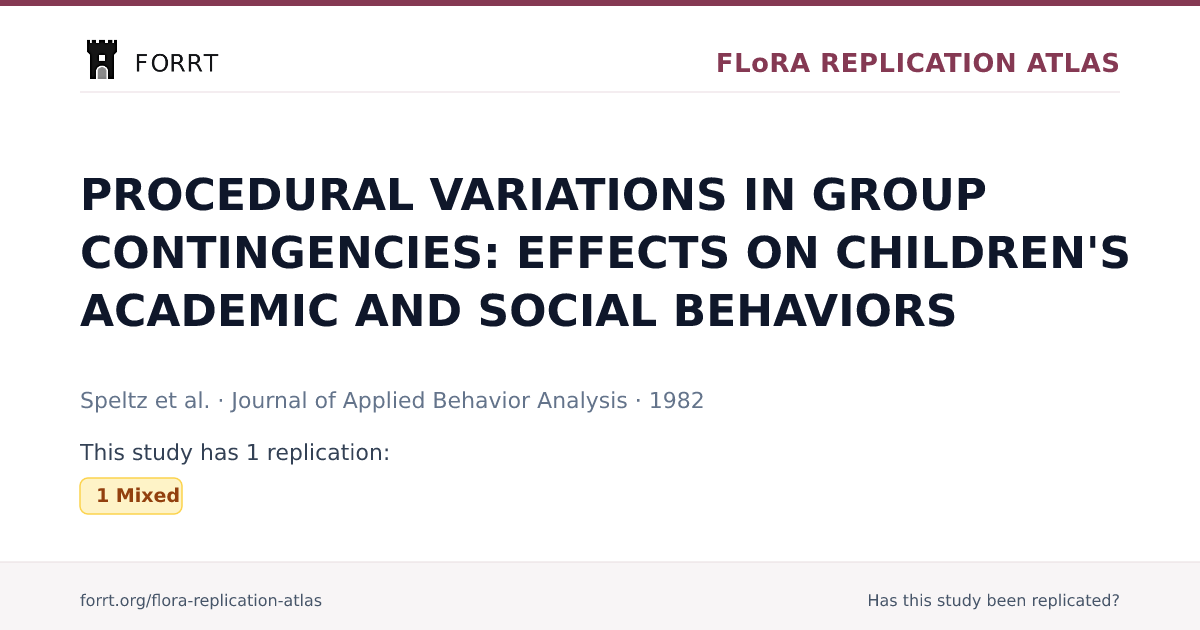 FORRT
FLoRA REPLICATION ATLAS
PROCEDURAL VARIATIONS IN GROUP
CONTINGENCIES: EFFECTS ON CHILDREN'S
ACADEMIC AND SOCIAL BEHAVIORS
Speltz et al. · Journal of Applied Behavior Analysis · 1982
This study has 1 replication:
1 Mixed
forrt.org/flora-replication-atlas
Has this study been replicated?